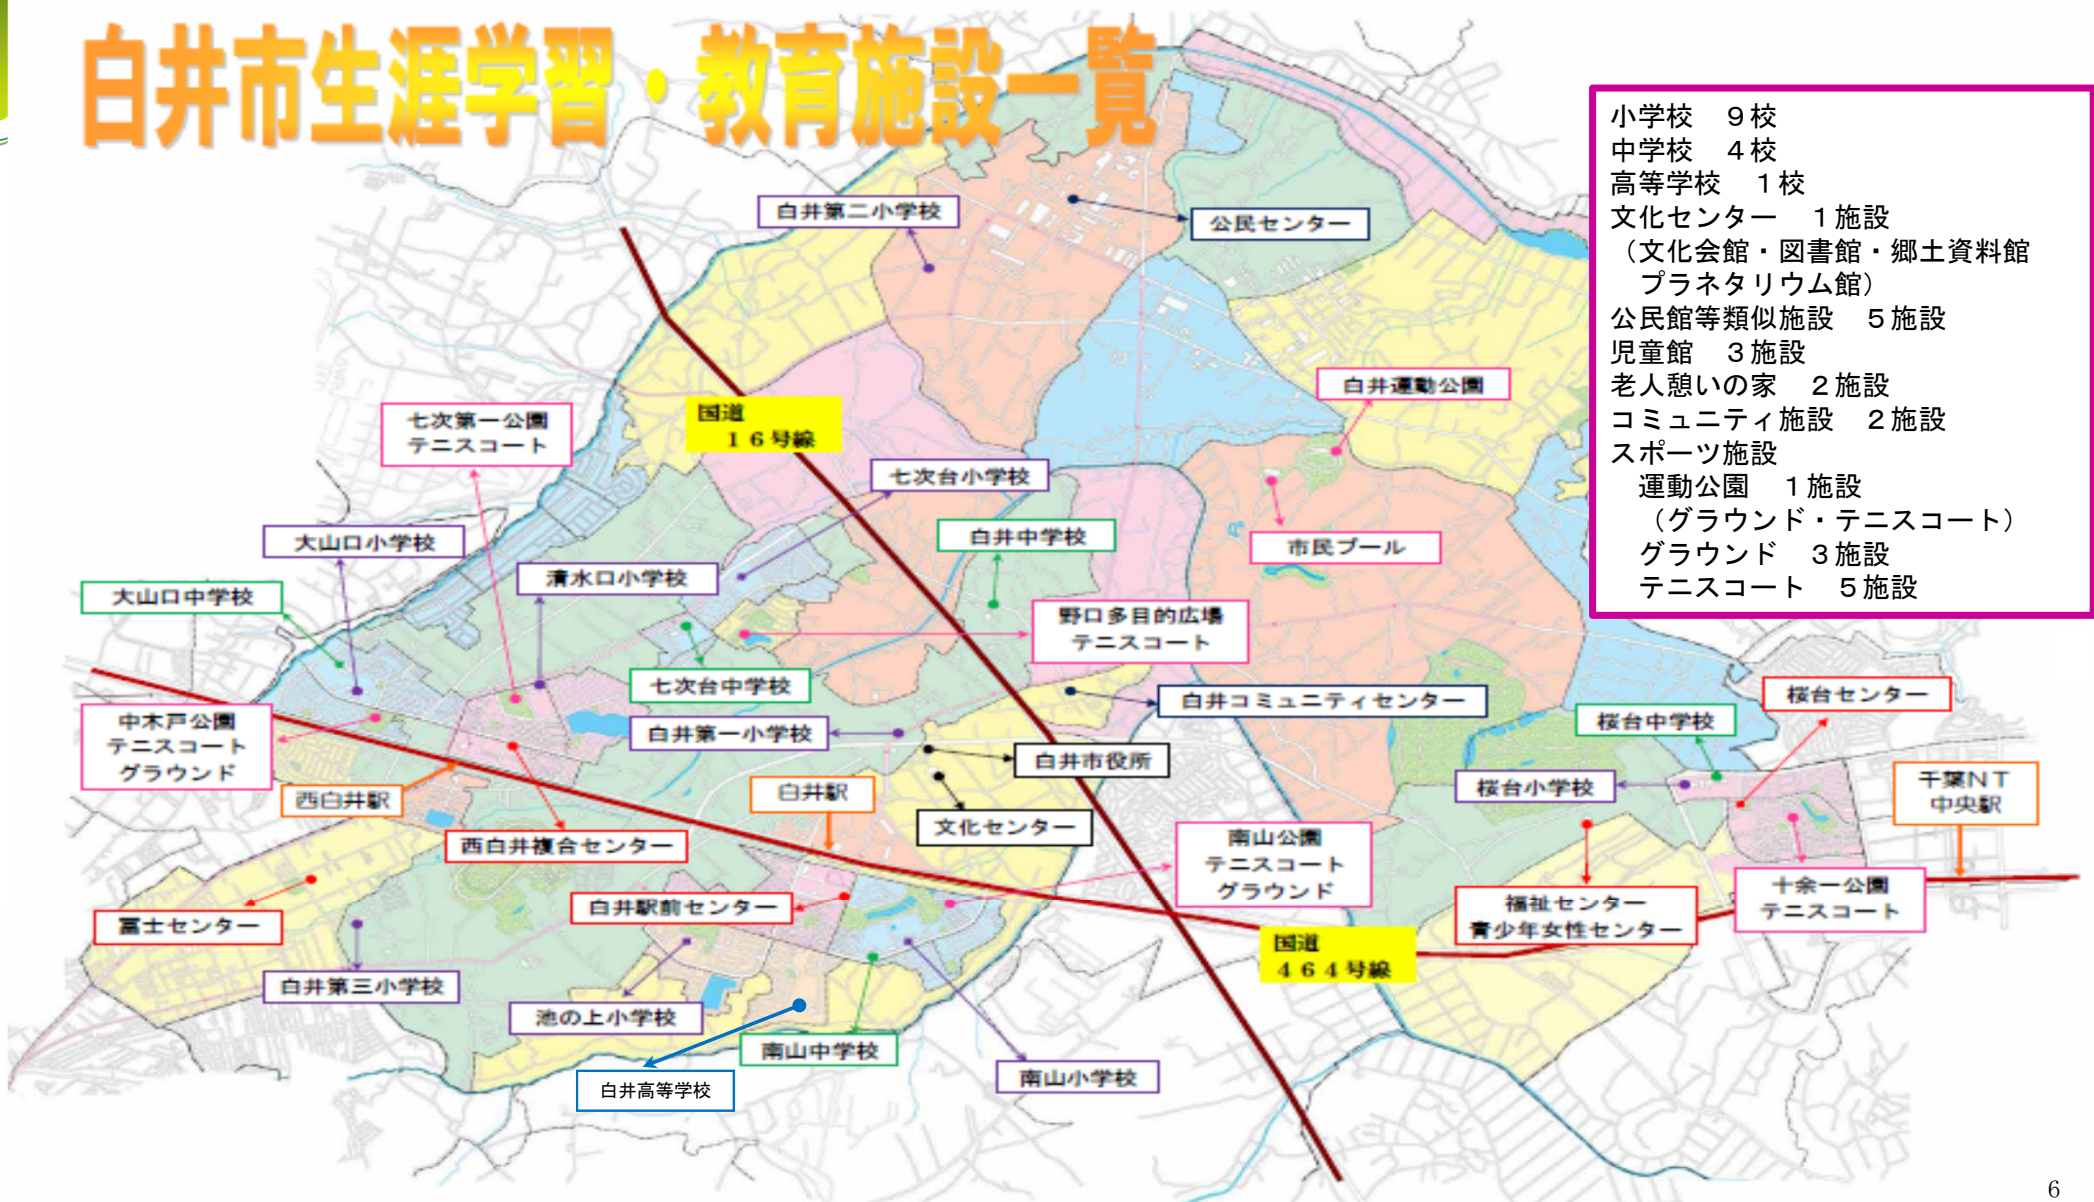 白井市生涯学習・教育施設一覧
小学校　９校
中学校　４校
高等学校　１校
文化センター　１施設
（文化会館・図書館・郷土資料館
プラネタリウム館）
公民館等類似施設　５施設
児童館　３施設
老人憩いの家　２施設
コミュニティ施設　２施設
スポーツ施設
運動公園　１施設
（グラウンド・テニスコート）
グラウンド　３施設
テニスコート　５施設
白井第二小学校
公民センター
白井運動公園
国道
１６号線
七次第一公園
テニスコート
七次台小学校
白井中学校
市民プール
大山口小学校
清水口小学校
大山口中学校
野口多目的広場
テニスコート
七次台中学校
白井コミュニティセンター
桜台センター
桜台中学校
中木戸公園
テニスコート
グラウンド
白井第一小学校
白井市役所
西白井駅
白井駅
桜台小学校
千葉ＮＴ
中央駅
文化センター
西白井複合センター
南山公園
テニスコート
グラウンド
白井駅前センター
福祉センター
青少年女性センター
十余一公園
テニスコート
冨士センター
国道
４６４号線
白井第三小学校
池の上小学校
南山中学校
南山小学校
白井高等学校
6